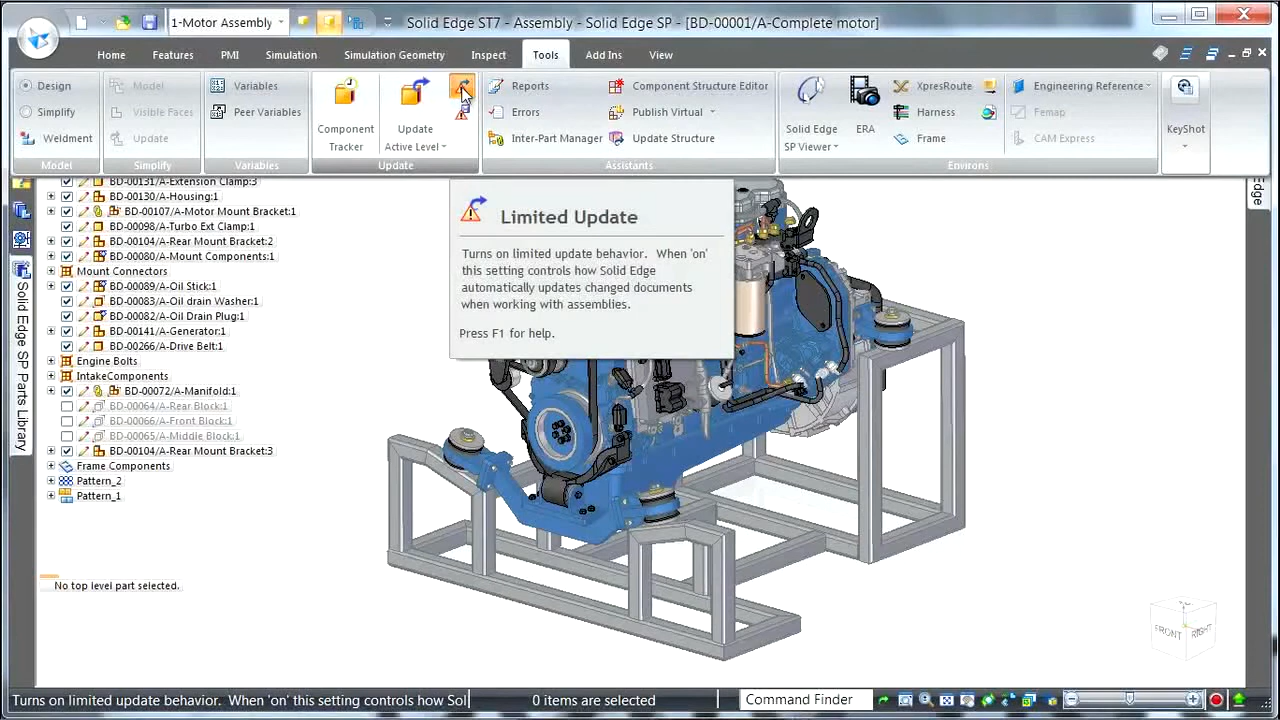 1-Motor Assembly
Solid Edge ST7 - Assembly - Solid Edge SP - [BD-00001/A-Complete motor]
Home Features PMI Simulation Simulation Geometry Inspect Tools Add Ins View
Design
Simplify
Weldment
Model
Model
Visible Faces
Update
Simplify
Variables
Peer Variables
Variables
Component
Tracker
Update
Active Level
Update
Reports
Errors
Inter-Part Manager
Component Structure Editor
Publish Virtual
Update Structure
Assistants
Solid Edge
SP Viewer
ERA
XpresRoute
Harness
Frame
Engineering Reference
Femap
CAM Express
Environs
KeyShot
BD-00131/A-Extension Clamp:3
BD-00130/A-Housing:1
BD-00107/A-Motor Mount Bracket:1
BD-00098/A-Turbo Ext Clamp:1
BD-00104/A-Rear Mount Bracket:2
BD-00080/A-Mount Components:1
Mount Connectors
BD-00089/A-Oil Stick:1
BD-00083/A-Oil drain Washer:1
BD-00082/A-Oil Drain Plug:1
BD-00141/A-Generator:1
BD-00266/A-Drive Belt:1
Engine Bolts
IntakeComponents
BD-00072/A-Manifold:1
BD-00064/A-Rear Block:1
BD-00066/A-Front Block:1
BD-00065/A-Middle Block:1
BD-00104/A-Rear Mount Bracket:3
Frame Components
Pattern_2
Pattern_1
No top level part selected.
Solid Edge SP Parts Library
Limited Update
Turns on limited update behavior. When 'on'
this setting controls how Solid Edge
automatically updates changed documents
when working with assemblies.
Press F1 for help.
Edge
FRONT
RIGHT
Turns on limited update behavior. When 'on' this setting controls how Sol
0 items are selected
Command Finder